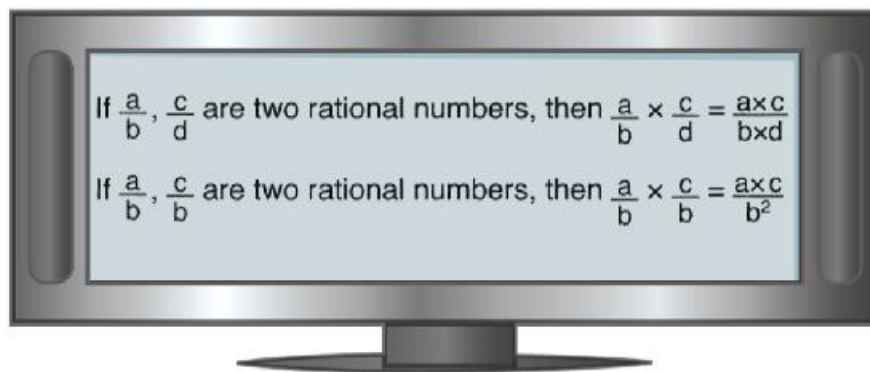 If a/b, c/d are two rational numbers, then a/b × c/d = a×c/b×d
If a/b, c/b are two rational numbers, then a/b × c/b = a×c/b²